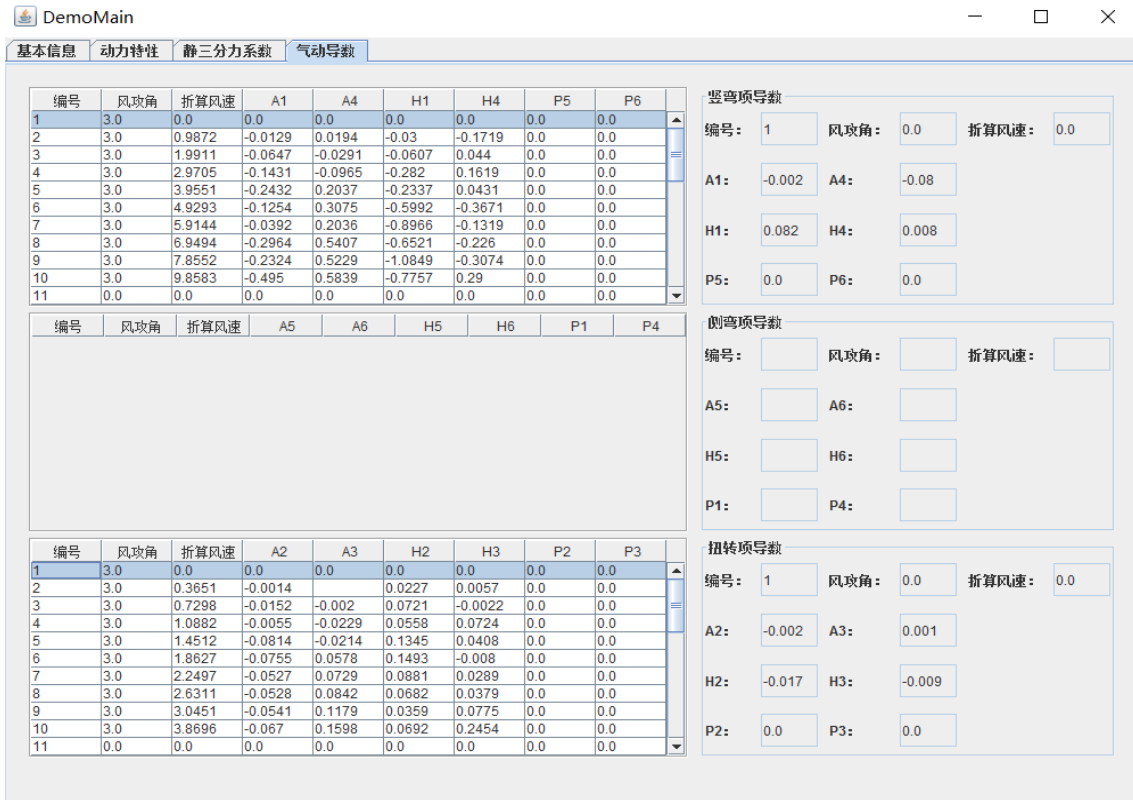 DemoMain
基本信息 动力特性 静三分力系数 气动导数
编号 风攻角 折算风速 A1 A4 H1 H4 P5 P6
1 3.0 0.0 0.0 0.0 0.0 0.0 0.0 0.0
2 3.0 0.9872 -0.0129 0.0194 -0.03 -0.1719 0.0 0.0
3 3.0 1.9911 -0.0647 -0.0291 -0.0607 0.044 0.0 0.0
4 3.0 2.9705 -0.1431 -0.0965 -0.282 0.1619 0.0 0.0
5 3.0 3.9551 -0.2432 0.2037 -0.2337 0.0431 0.0 0.0
6 3.0 4.9293 -0.1254 0.3075 -0.5992 -0.3671 0.0 0.0
7 3.0 5.9144 -0.0392 0.2036 -0.8966 -0.1319 0.0 0.0
8 3.0 6.9494 -0.2964 0.5407 -0.6521 -0.226 0.0 0.0
9 3.0 7.8552 -0.2324 0.5229 -1.0849 -0.3074 0.0 0.0
10 3.0 9.8583 -0.495 0.5839 -0.7757 0.29 0.0 0.0
11 0.0 0.0 0.0 0.0 0.0 0.0 0.0 0.0
竖弯项导数
编号： 1 风攻角： 0.0 折算风速： 0.0
A1: -0.002 A4: -0.08
H1: 0.082 H4: 0.008
P5: 0.0 P6: 0.0
编号 风攻角 折算风速 A5 A6 H5 H6 P1 P4
侧弯项导数
编号： 风攻角： 折算风速：
A5: A6:
H5: H6:
P1: P4:
编号 风攻角 折算风速 A2 A3 H2 H3 P2 P3
1 3.0 0.0 0.0 0.0 0.0 0.0 0.0 0.0
2 3.0 0.3651 -0.0014 0.0227 0.0057 0.0 0.0
3 3.0 0.7298 -0.0152 -0.002 0.0721 -0.0022 0.0 0.0
4 3.0 1.0882 -0.0055 -0.0229 0.0558 0.0724 0.0 0.0
5 3.0 1.4512 -0.0814 -0.0214 0.1345 0.0408 0.0 0.0
6 3.0 1.8627 -0.0755 0.0578 0.1493 -0.008 0.0 0.0
7 3.0 2.2497 -0.0527 0.0729 0.0881 0.0289 0.0 0.0
8 3.0 2.6311 -0.0528 0.0842 0.0682 0.0379 0.0 0.0
9 3.0 3.0451 -0.0541 0.1179 0.0359 0.0775 0.0 0.0
10 3.0 3.8696 -0.067 0.1598 0.0692 0.2454 0.0 0.0
11 0.0 0.0 0.0 0.0 0.0 0.0 0.0 0.0
扭转项导数
编号： 1 风攻角： 0.0 折算风速： 0.0
A2: -0.002 A3: 0.001
H2: -0.017 H3: -0.009
P2: 0.0 P3: 0.0